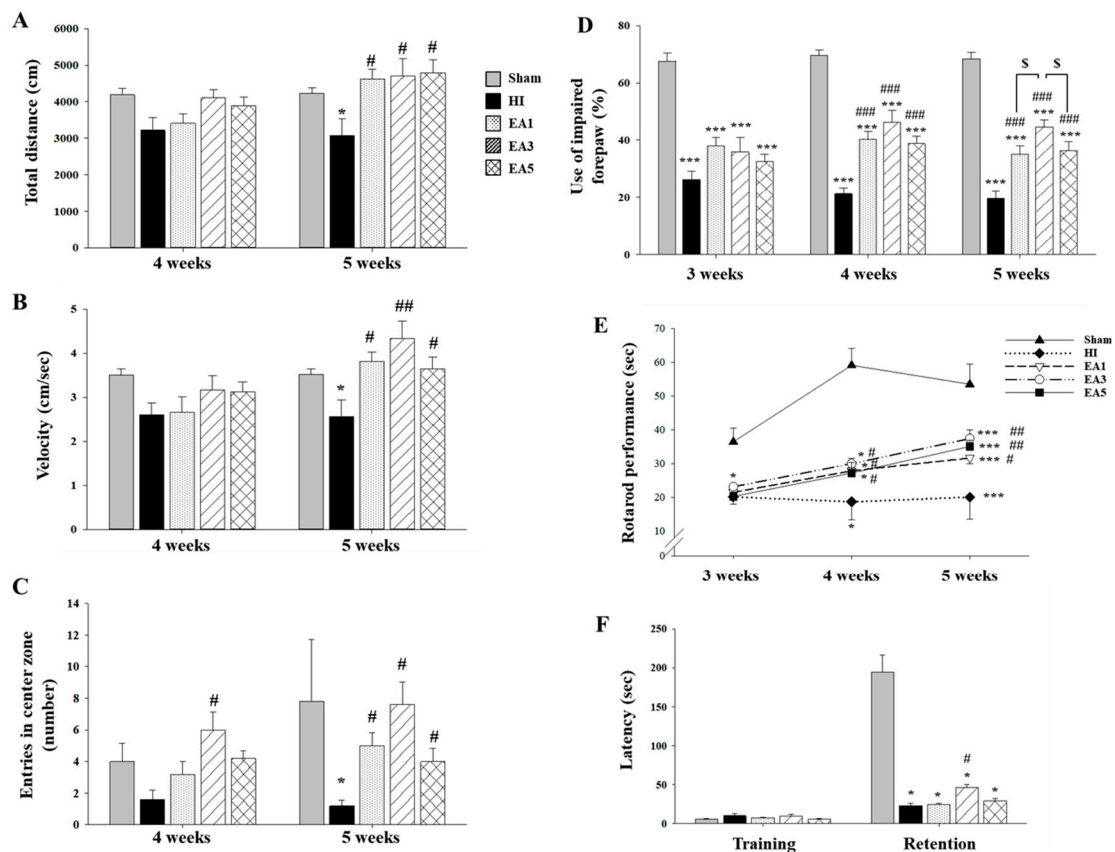 A
Total distance (cm)
6000
5000
4000
3000
2000
1000
0
*
#
#
#
4 weeks
5 weeks
Sham
HI
EA1
EA3
EA5
B
Velocity (cm/sec)
5
4
3
2
1
0
*
#
##
#
4 weeks
5 weeks
C
Entries in center zone
(number)
14
12
10
8
6
4
2
0
#
*
#
#
#
4 weeks
5 weeks
D
Use of impaired
forepaw (%)
80
60
40
20
0
***
***
***
***
***
###
***
###
***
###
***
***
###
***
###
***
###
***
$
$
3 weeks
4 weeks
5 weeks
E
Rotarod performance (sec)
70
60
50
40
30
20
10
0
*
* #
* #
* #
*
*** ##
*** ##
*** #
***
3 weeks
4 weeks
5 weeks
Sham
HI
EA1
EA3
EA5
F
Latency (sec)
250
200
150
100
50
0
*
*
#
*
*
Training
Retention